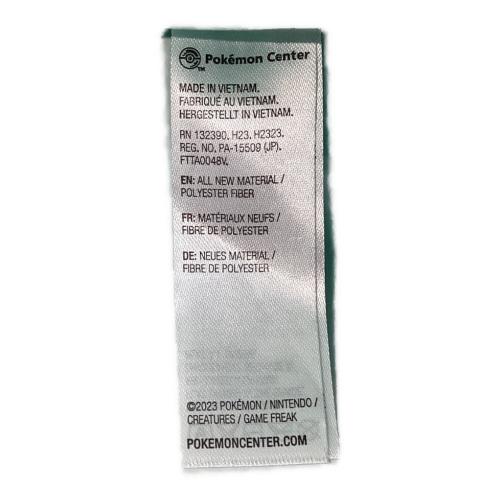 Pokémon Center
TM
MADE IN VIETNAM.
FABRIQUÉ AU VIETNAM.
HERGESTELLT IN VIETNAM.
RN 132390. H23. H2323.
REG. NO. PA-15509 (JP).
FTTA0048V.
EN: ALL NEW MATERIAL /
POLYESTER FIBER
FR: MATÉRIAUX NEUFS /
FIBRE DE POLYESTER
DE: NEUES MATERIAL /
FIBRE DE POLYESTER
©2023 POKÉMON / NINTENDO /
CREATURES / GAME FREAK
POKEMONCENTER.COM